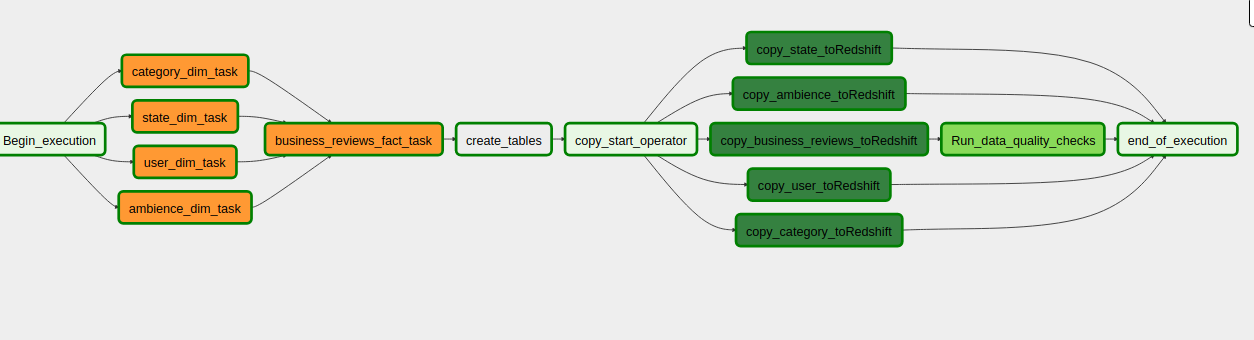 Begin_execution
category_dim_task
state_dim_task
user_dim_task
ambience_dim_task
business_reviews_fact_task
create_tables
copy_start_operator
copy_state_toRedshift
copy_ambience_toRedshift
copy_business_reviews_toRedshift
copy_user_toRedshift
copy_category_toRedshift
Run_data_quality_checks
end_of_execution